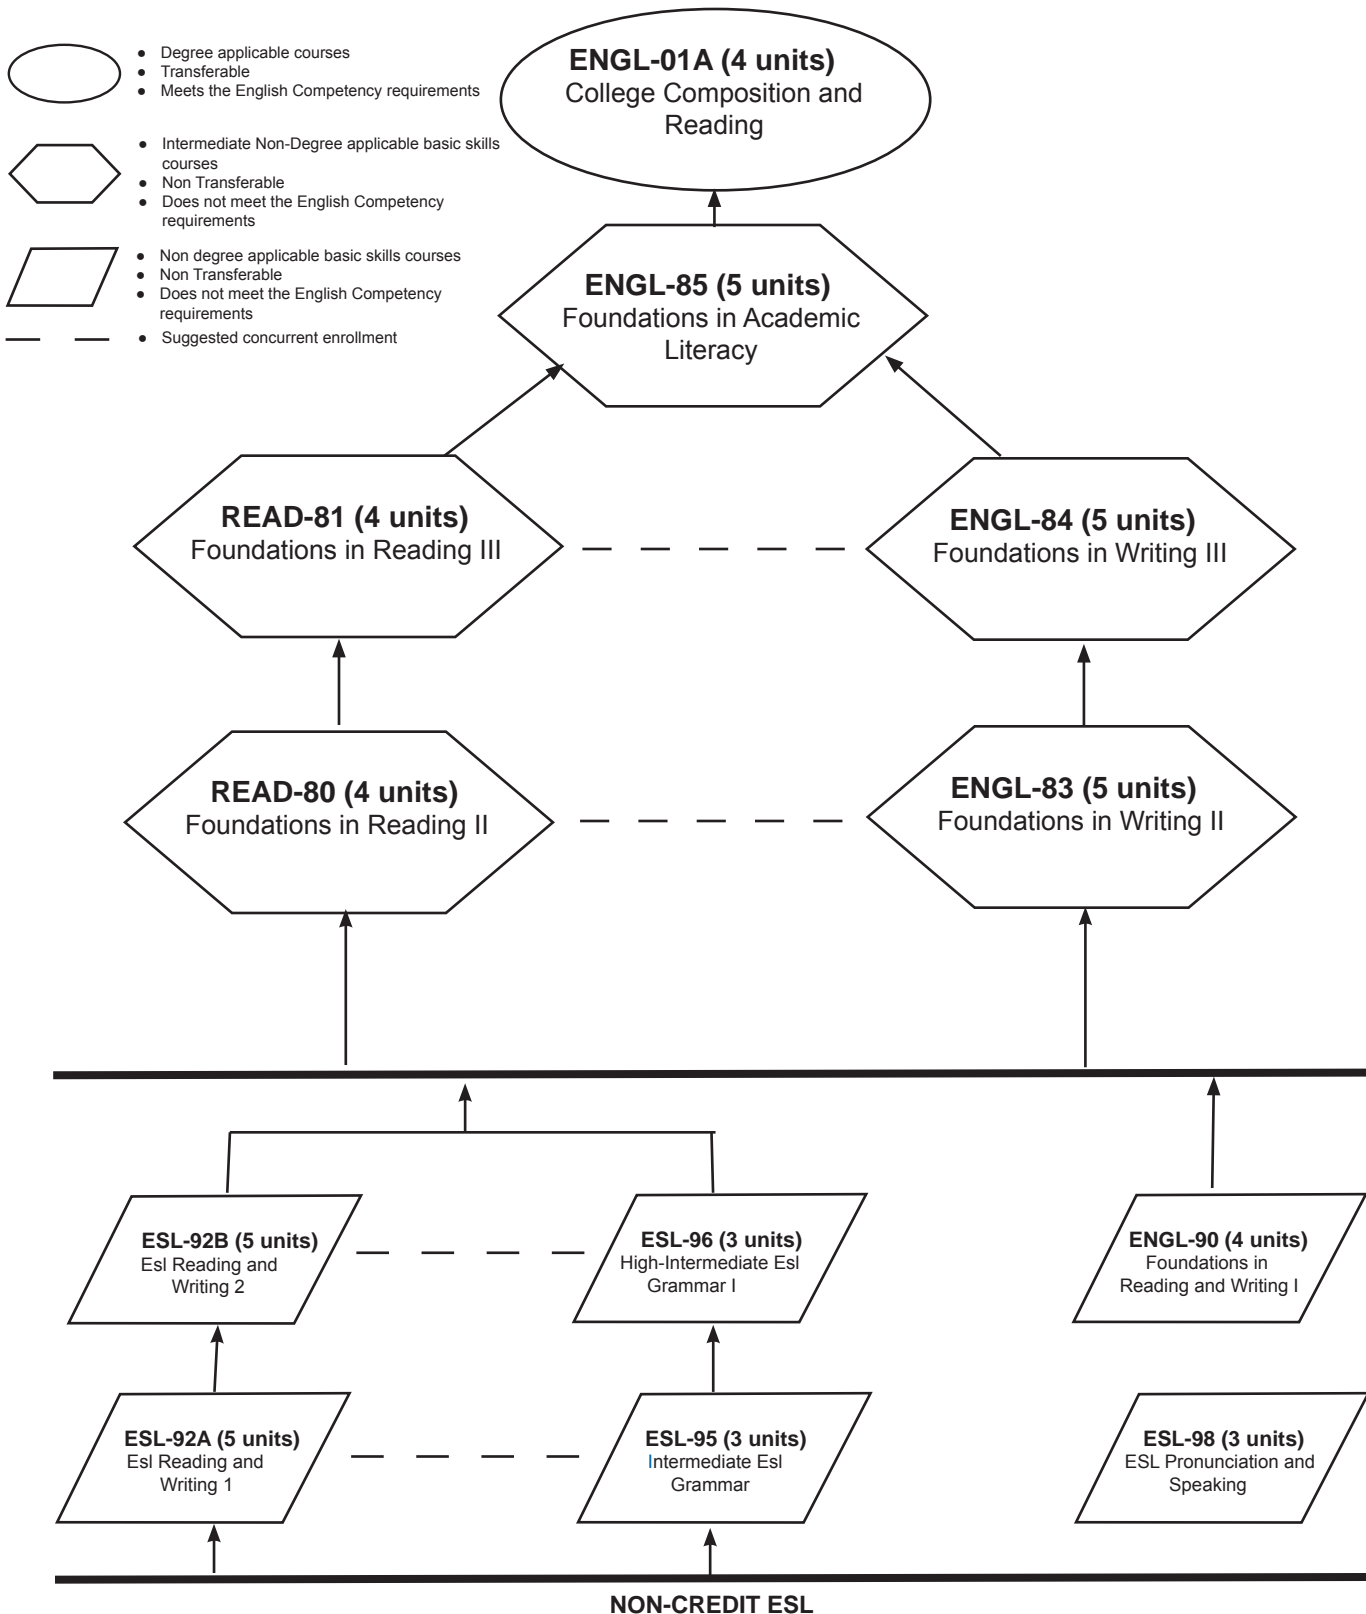 ● Degree applicable courses
● Transferable
● Meets the English Competency requirements
● Intermediate Non-Degree applicable basic skills
courses
● Non Transferable
● Does not meet the English Competency
requirements
● Non degree applicable basic skills courses
● Non Transferable
● Does not meet the English Competency
requirements
● Suggested concurrent enrollment
ENGL-01A (4 units)
College Composition and
Reading
ENGL-85 (5 units)
Foundations in Academic
Literacy
READ-81 (4 units)
Foundations in Reading III
ENGL-84 (5 units)
Foundations in Writing III
READ-80 (4 units)
Foundations in Reading II
ENGL-83 (5 units)
Foundations in Writing II
ESL-92B (5 units)
Esl Reading and
Writing 2
ESL-96 (3 units)
High-Intermediate Esl
Grammar I
ENGL-90 (4 units)
Foundations in
Reading and Writing I
ESL-92A (5 units)
Esl Reading and
Writing 1
ESL-95 (3 units)
Intermediate Esl
Grammar
ESL-98 (3 units)
ESL Pronunciation and
Speaking
NON-CREDIT ESL